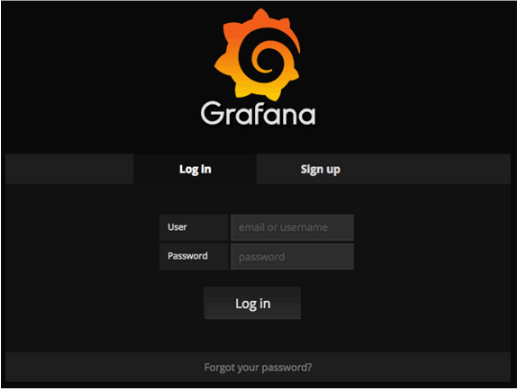 Grafana
Log In Sign up
User email or username
Password password
Log in
Forgot your password?